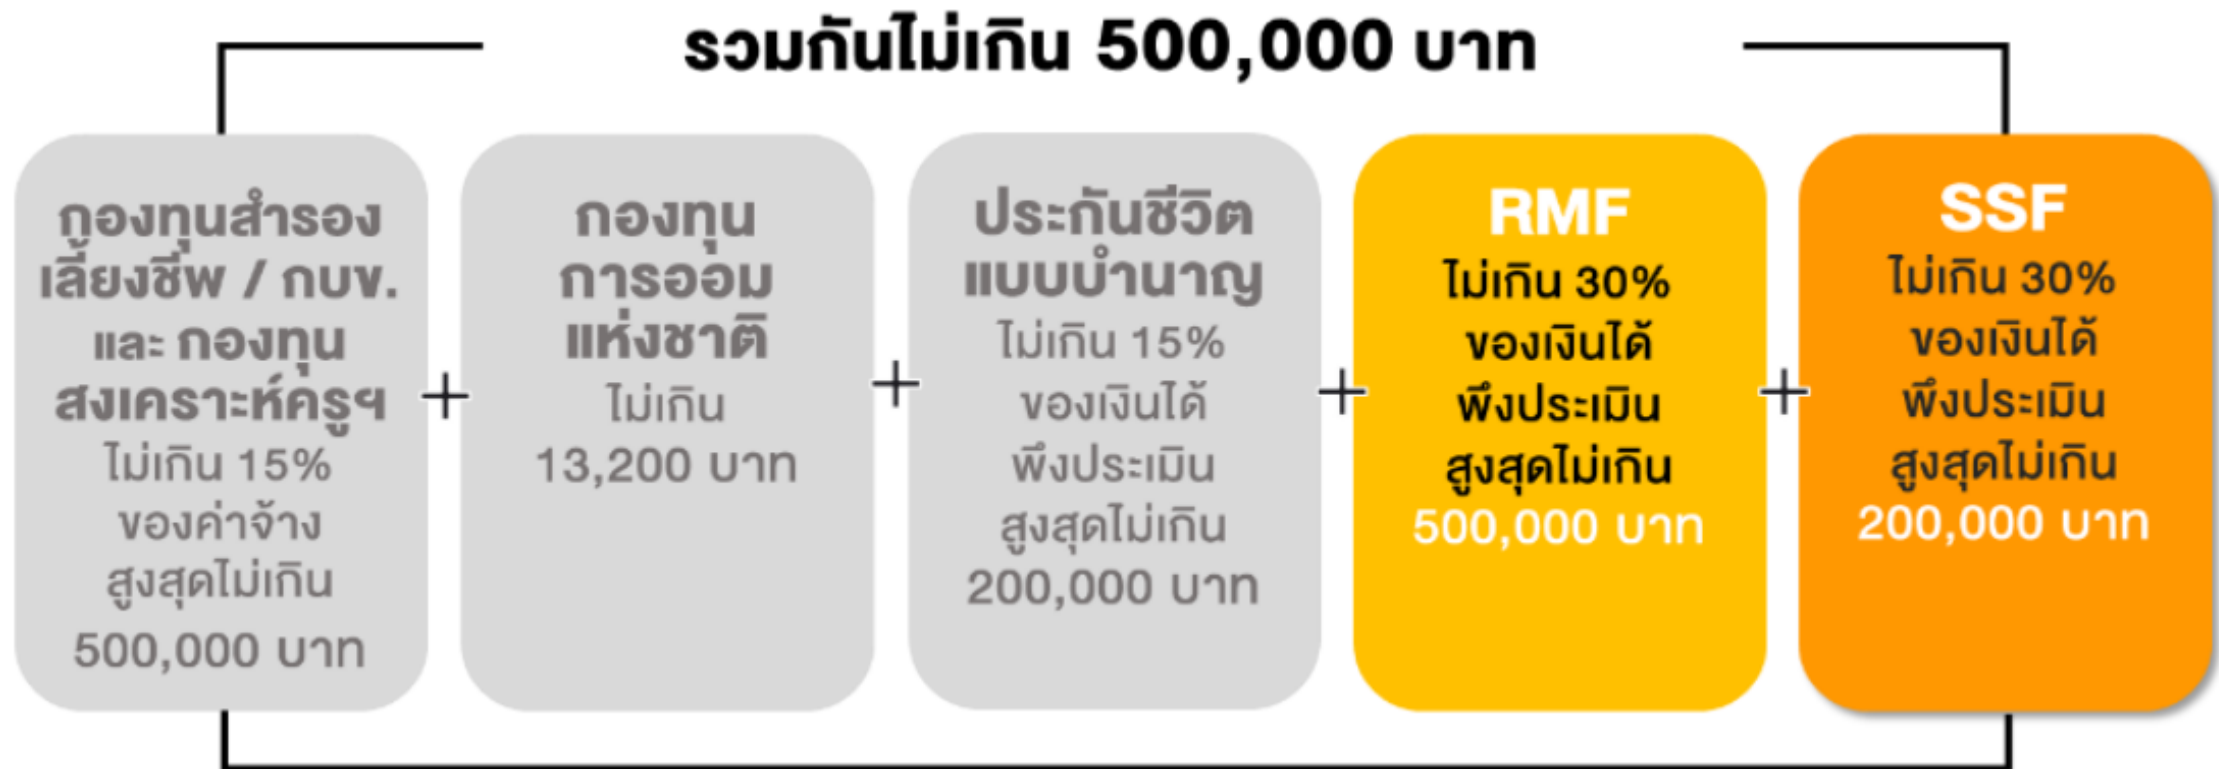 รวมกันไม่เกิน 500,000 บาท
กองทุนสำรอง
เลี้ยงชีพ / กบข.
และ กองทุน
สงเคราะห์ครูฯ
ไม่เกิน 15%
ของค่าจ้าง
สูงสุดไม่เกิน
500,000 บาท
+
กองทุน
การออม
แห่งชาติ
ไม่เกิน
13,200 บาท
+
ประกันชีวิต
แบบบำนาญ
ไม่เกิน 15%
ของเงินได้
พึงประเมิน
สูงสุดไม่เกิน
200,000 บาท
+
RMF
ไม่เกิน 30%
ของเงินได้
พึงประเมิน
สูงสุดไม่เกิน
500,000 บาท
+
SSF
ไม่เกิน 30%
ของเงินได้
พึงประเมิน
สูงสุดไม่เกิน
200,000 บาท